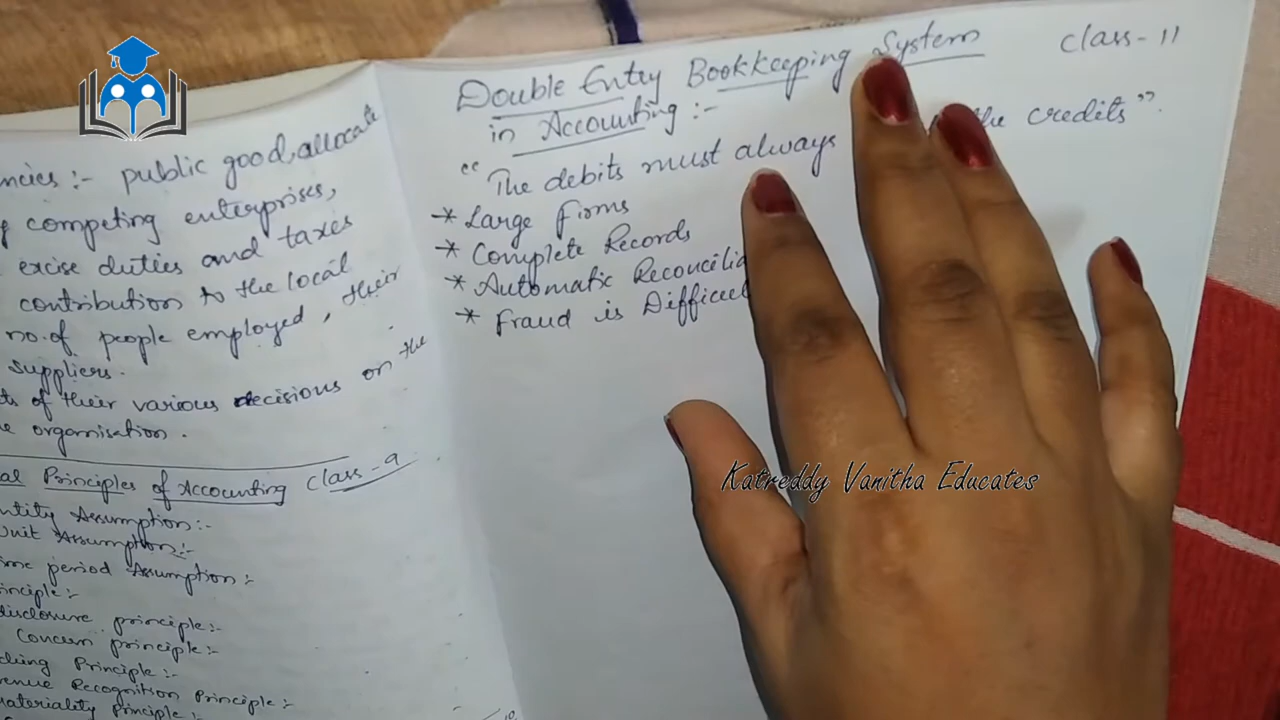 public good, allocate
competing enterprises,
excise duties and taxes
contribution to the local
no. of people employed, their
suppliers.
of their various decisions on the
organisation.
Principles of Accounting Class - 9
Assumption:-
Unit Assumption:-
period Assumption:-
disclosure principle:-
Concern principle:-
Principle:-
Recognition Principle:-
principle:-
Double Entry Bookkeeping System Class - 11
in Accounting :-
"The debits must always the credits".
* Large firms
* Complete Records
* Automatic
* Fraud is
Katreddy Vanitha Educates